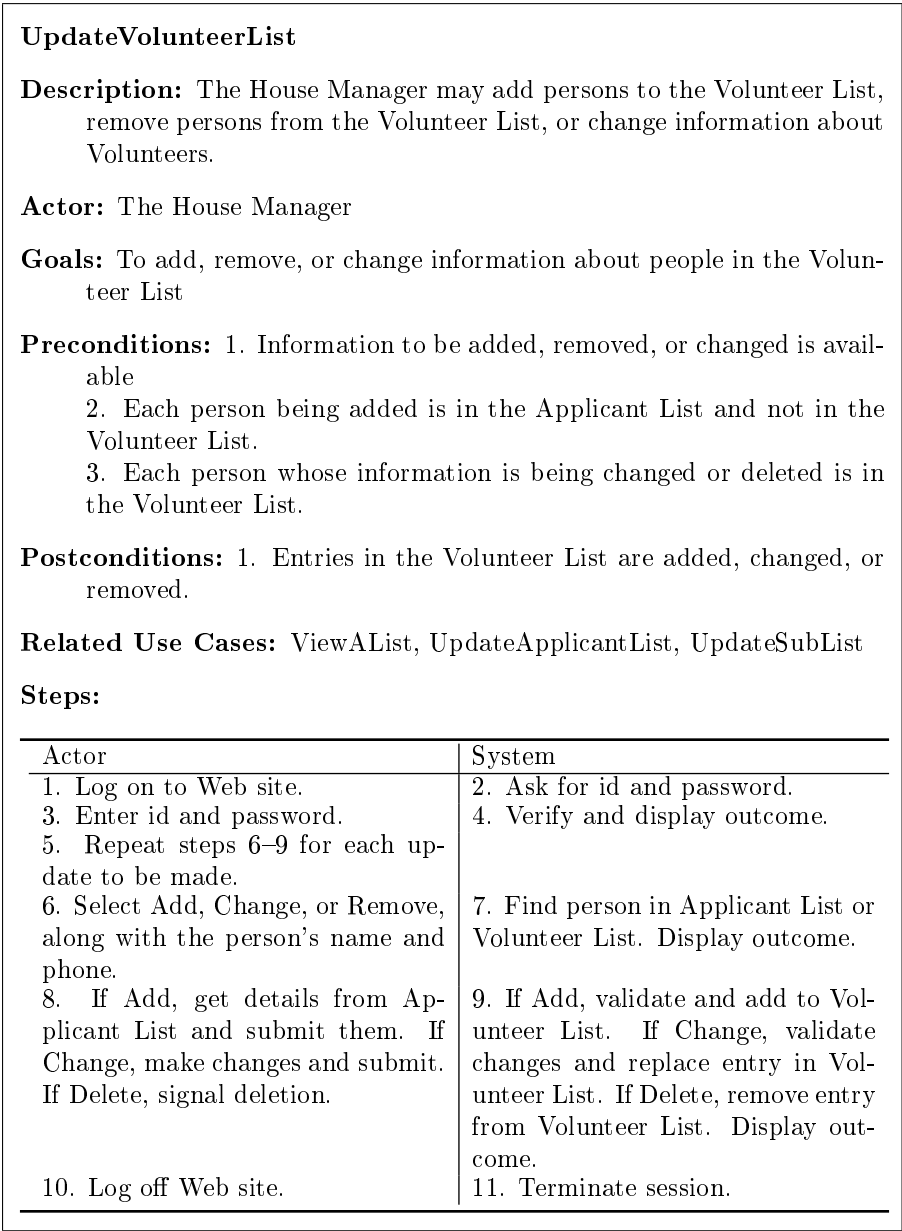 UpdateVolunteerList
Description: The House Manager may add persons to the Volunteer List,
remove persons from the Volunteer List, or change information about
Volunteers.
Actor: The House Manager
Goals: To add, remove, or change information about people in the Volun-
teer List
Preconditions: 1. Information to be added, removed, or changed is avail-
able
2. Each person being added is in the Applicant List and not in the
Volunteer List.
3. Each person whose information is being changed or deleted is in
the Volunteer List.
Postconditions: 1. Entries in the Volunteer List are added, changed, or
removed.
Related Use Cases: ViewAList, UpdateApplicantList, UpdateSubList
Steps:
Actor
System
1. Log on to Web site.
2. Ask for id and password.
3. Enter id and password.
4. Verify and display outcome.
5. Repeat steps 6–9 for each up-
date to be made.
6. Select Add, Change, or Remove,
along with the person's name and
phone.
7. Find person in Applicant List or
Volunteer List. Display outcome.
8. If Add, get details from Ap-
plicant List and submit them. If
Change, make changes and submit.
If Delete, signal deletion.
9. If Add, validate and add to Vol-
unteer List. If Change, validate
changes and replace entry in Vol-
unteer List. If Delete, remove entry
from Volunteer List. Display out-
come.
10. Log off Web site.
11. Terminate session.